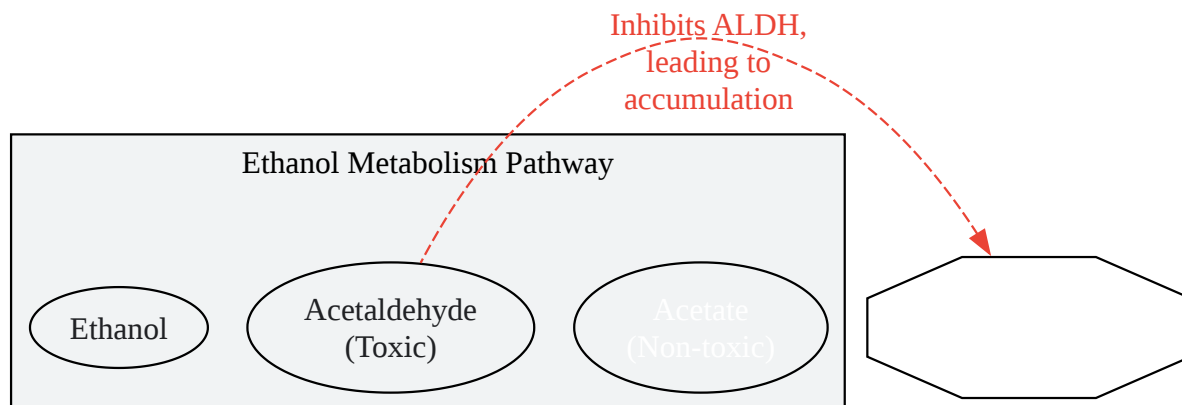 Inhibits ALDH,
leading to
accumulation
Ethanol Metabolism Pathway
Ethanol
Acetaldehyde
(Toxic)
Acetate
(Non-toxic)